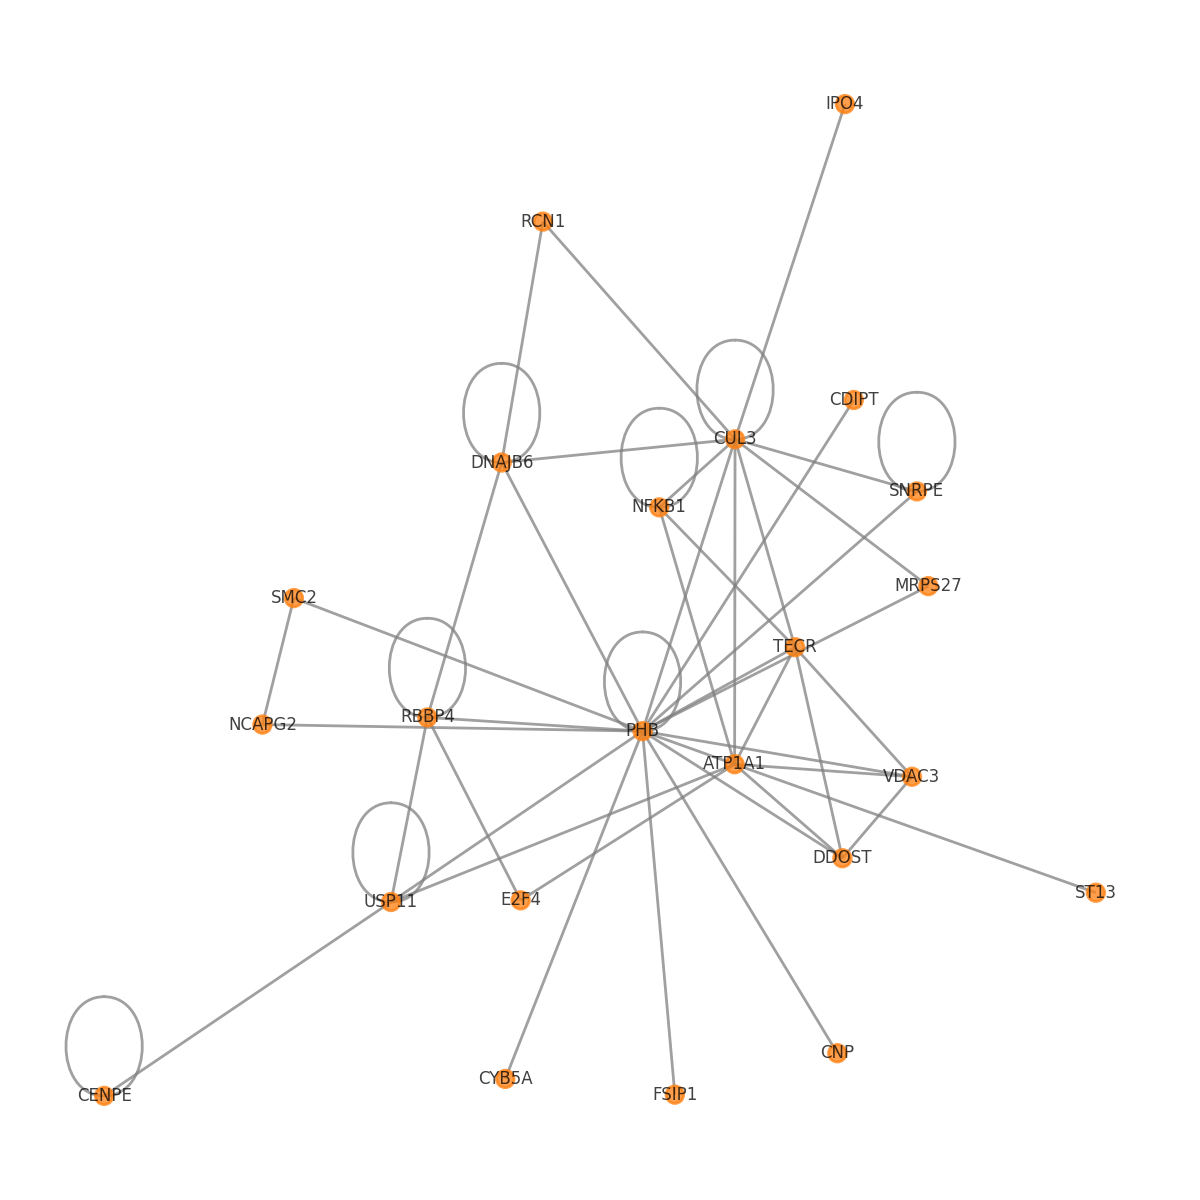 IPO4
RCN1
CDIPT
CUL3
DNAJB6
SNRPE
NFKB1
MRPS27
SMC2
TECR
RBBP4
NCAPG2
PHB
ATP1A1
VDAC3
DDOST
ST13
E2F4
USP11
CNP
CYB5A
FSIP1
CENPE